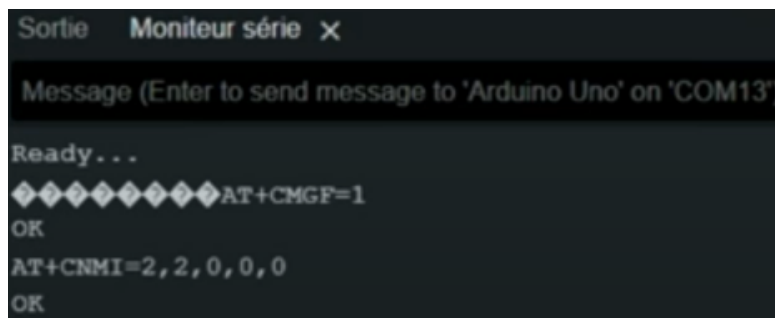 Sortie Moniteur série ×
Message (Enter to send message to 'Arduino Uno' on 'COM13'
Ready...
���������AT+CMGF=1
OK
AT+CNMI=2,2,0,0,0
OK